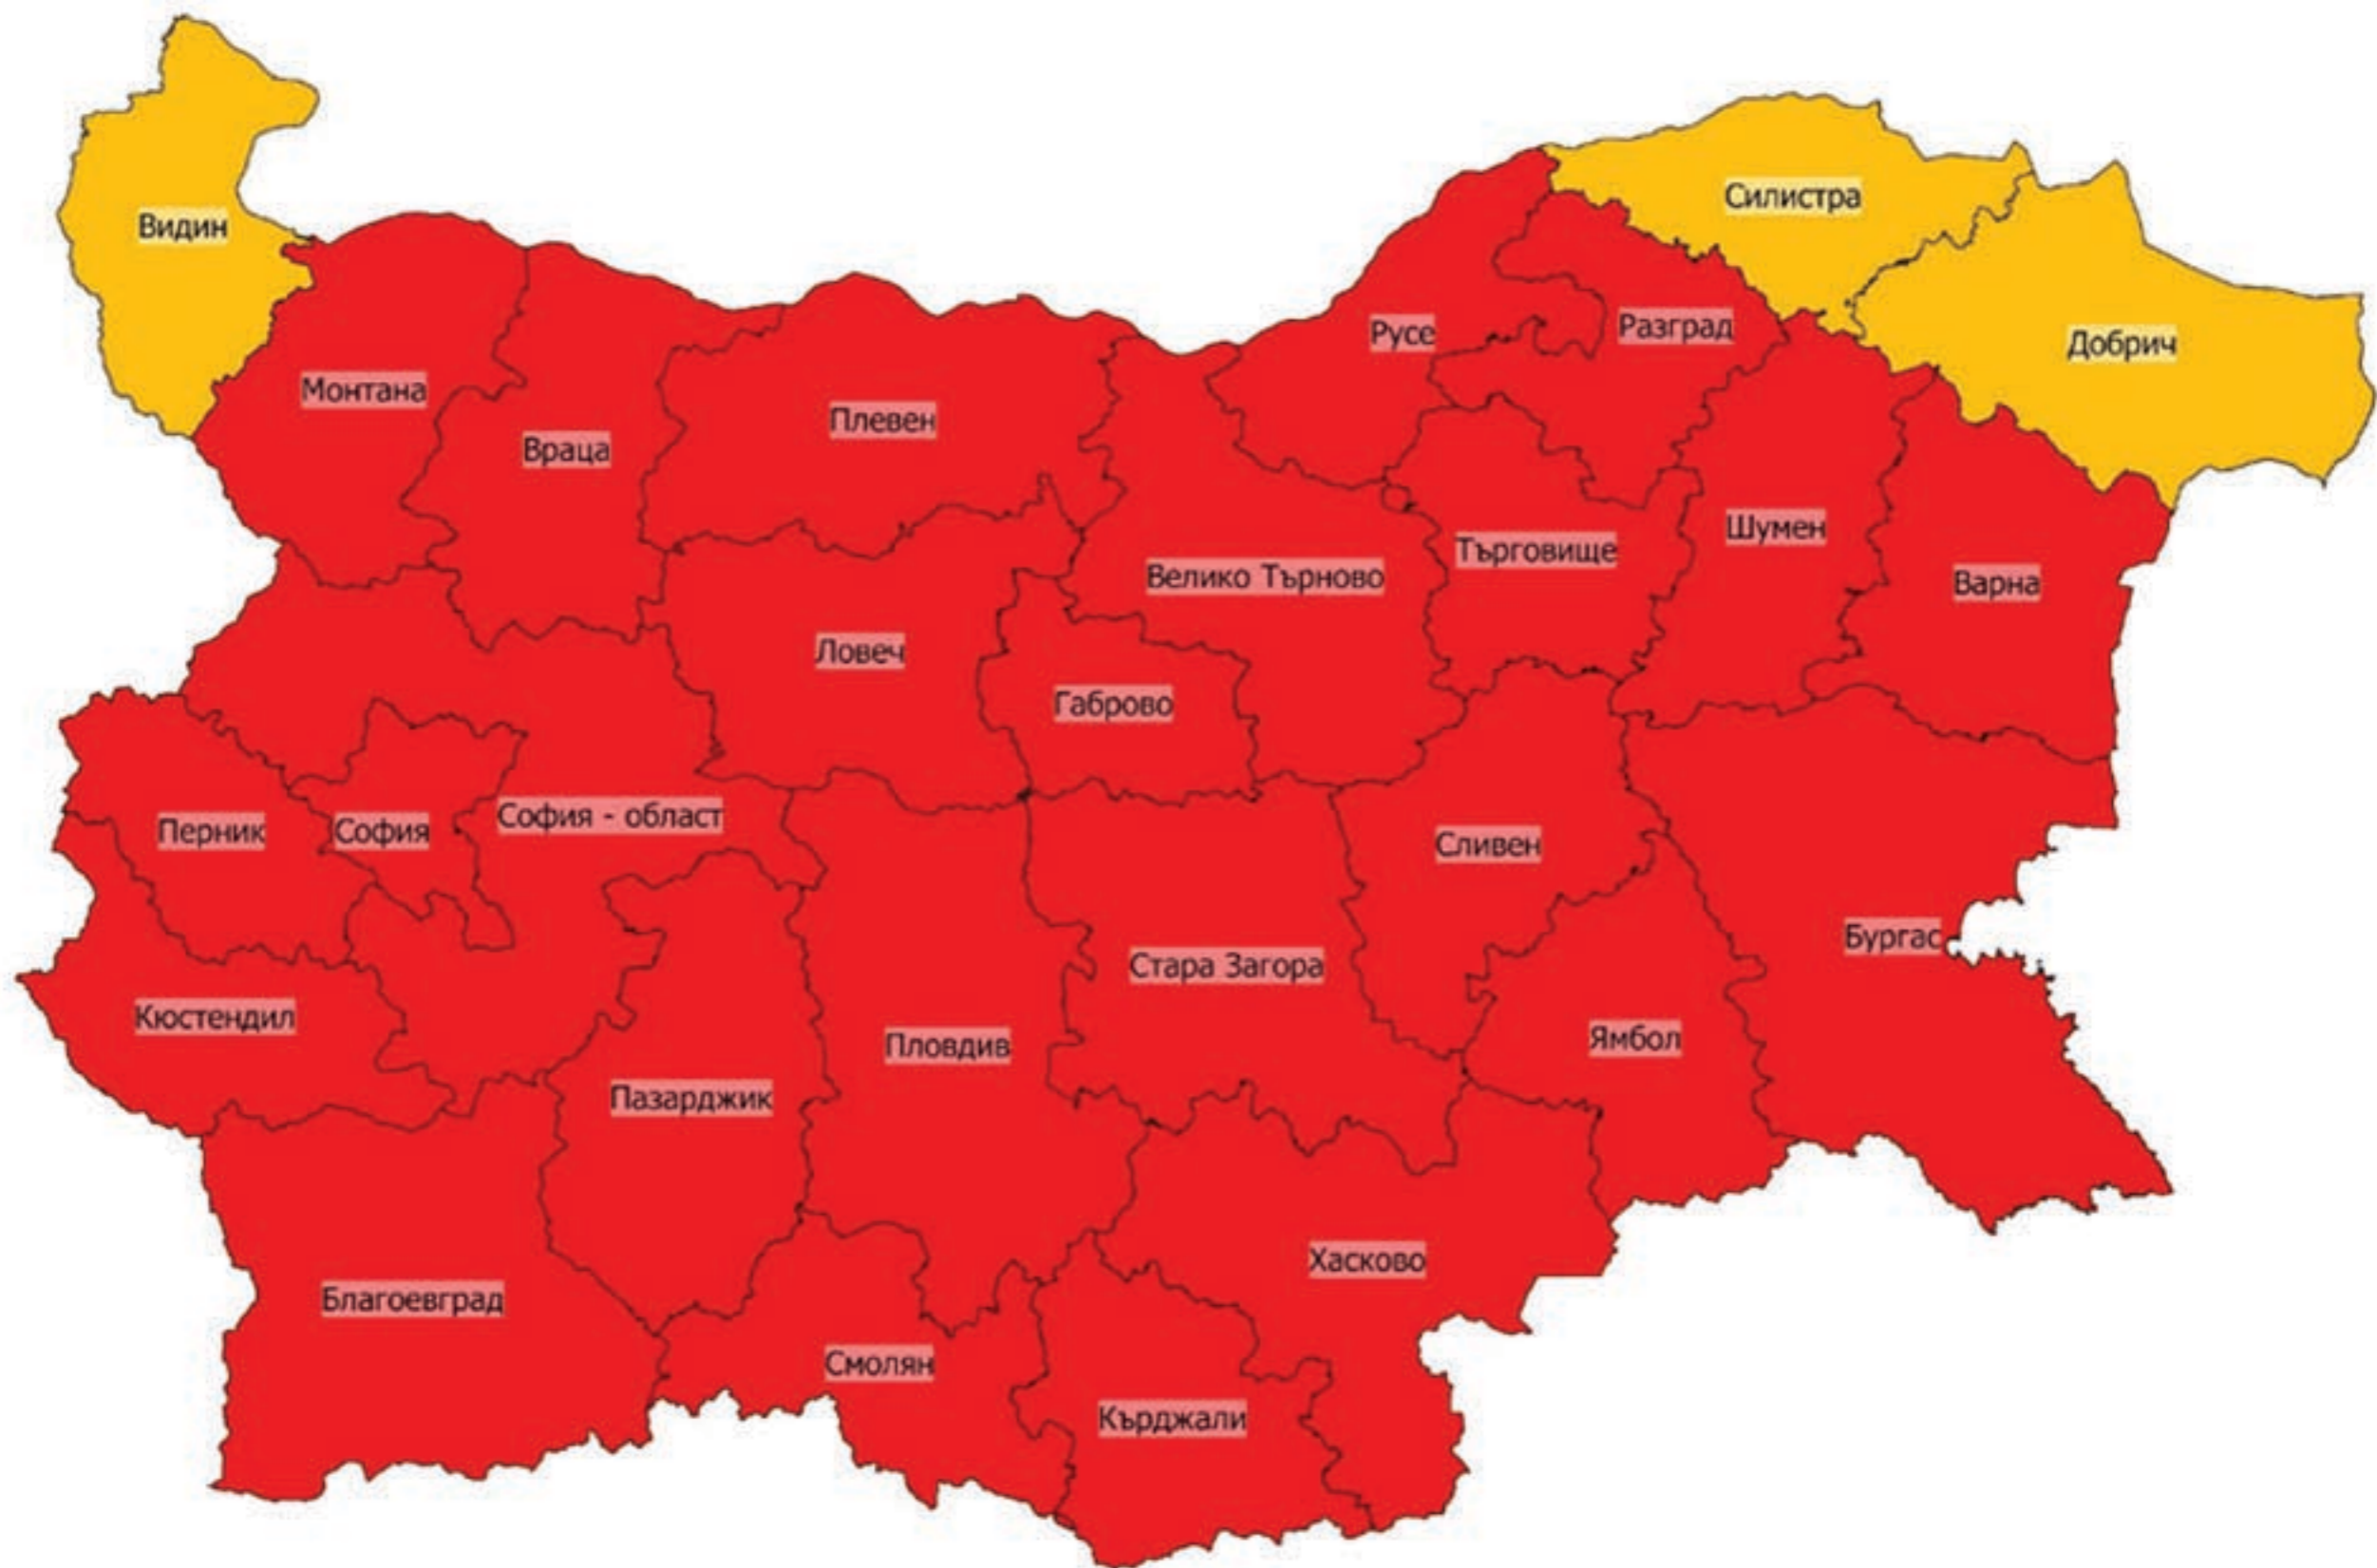 Видин
Силистра
Добрич
Русе
Разград
Монтана
Плевен
Враца
Шумен
Търговище
Велико Търново
Варна
Ловеч
Габрово
София - област
Перник
София
Сливен
Бургас
Стара Загора
Кюстендил
Ямбол
Пловдив
Пазарджик
Хасково
Благоевград
Смолян
Кърджали